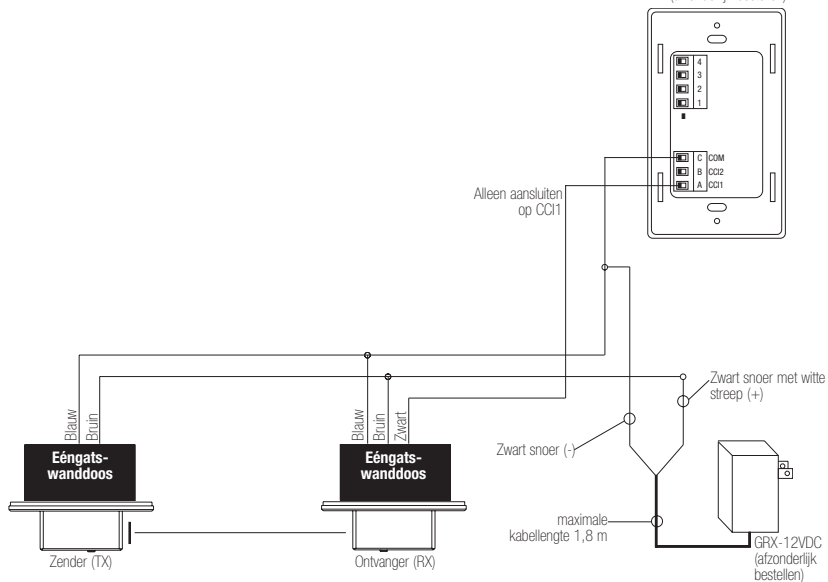 4
3
2
1
C COM
B CCI2
A CCI1
Alleen aansluiten
op CCI1
Zwart snoer met witte
streep (+)
Blauw
Bruin
Blauw
Bruin
Zwart
Zwart snoer (-)
Eéngats-
wanddoos
Eéngats-
wanddoos
maximale
kabellengte 1,8 m
Zender (TX)
Ontvanger (RX)
GRX-12VDC
(afzonderlijk
bestellen)